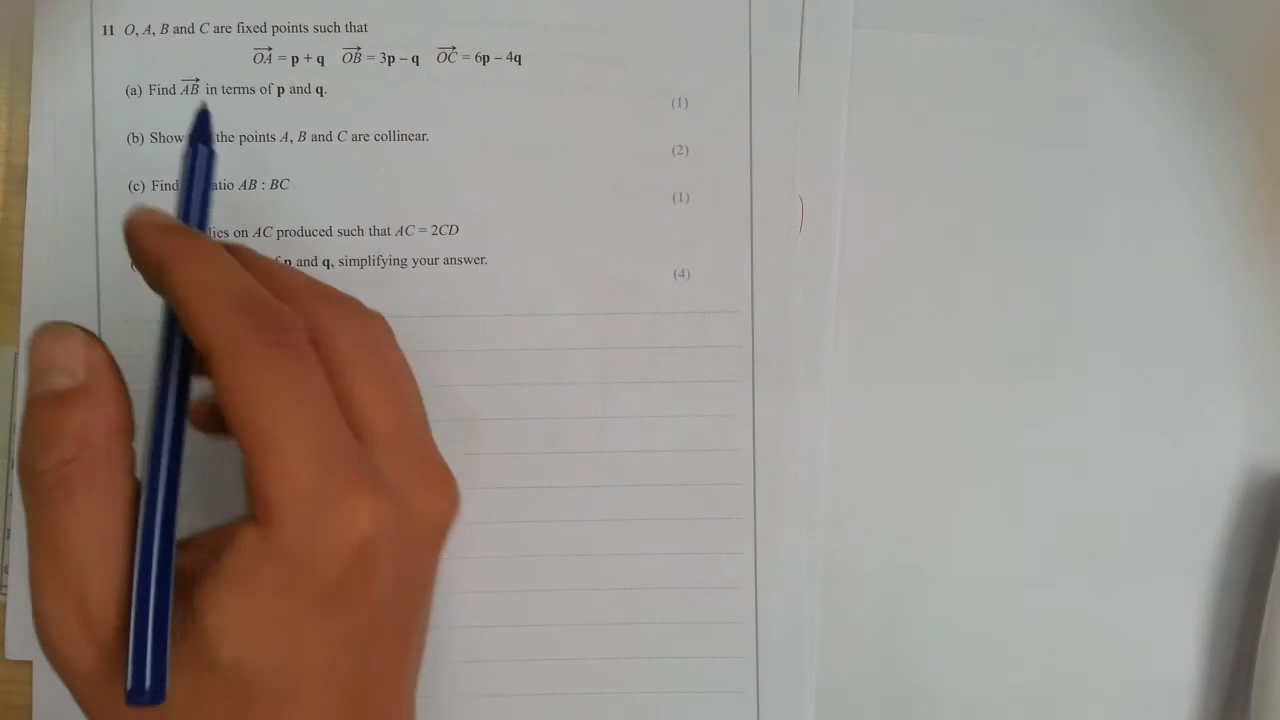 11 O, A, B and C are fixed points such that
OA = p + q OB = 3p – q OC = 6p – 4q
(a) Find AB in terms of p and q.
(1)
(b) Show the points A, B and C are collinear.
(2)
(c) Find AB : BC
(1)
lies on AC produced such that AC = 2CD
p and q, simplifying your answer.
(4)